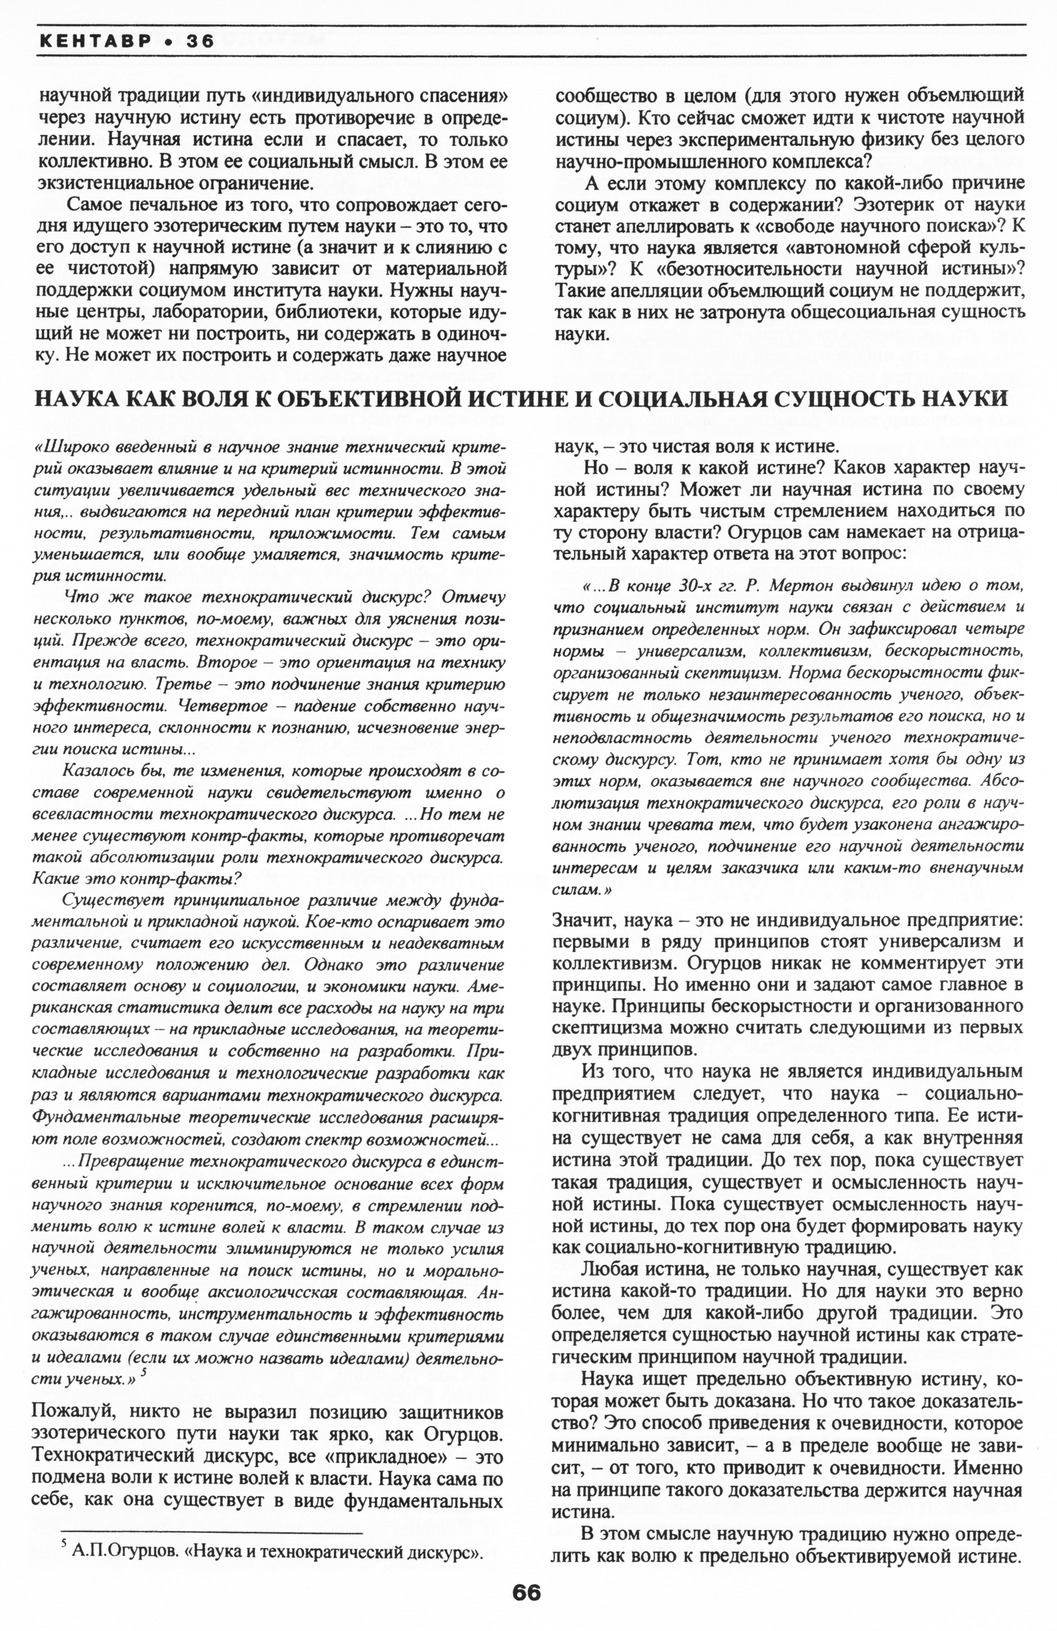 КЕНТАВР • 36
научной традиции путь «индивидуального спасения»
через научную истину есть противоречие в опреде-
лении. Научная истина если и спасает, то только
коллективно. В этом ее социальный смысл. В этом ее
экзистенциальное ограничение.
Самое печальное из того, что сопровождает сего-
дня идущего эзотерическим путем науки – это то, что
его доступ к научной истине (а значит и к слиянию с
ее чистотой) напрямую зависит от материальной
поддержки социумом института науки. Нужны науч-
ные центры, лаборатории, библиотеки, которые иду-
щий не может ни построить, ни содержать в одиноч-
ку. Не может их построить и содержать даже научное
сообщество в целом (для этого нужен объемлющий
социум). Кто сейчас сможет идти к чистоте научной
истины через экспериментальную физику без целого
научно-промышленного комплекса?
А если этому комплексу по какой-либо причине
социум откажет в содержании? Эзотерик от науки
станет апеллировать к «свободе научного поиска»? К
тому, что наука является «автономной сферой куль-
туры»? К «безотносительности научной истины»?
Такие апелляции объемлющий социум не поддержит,
так как в них не затронута общесоциальная сущность
науки.
НАУКА КАК ВОЛЯ К ОБЪЕКТИВНОЙ ИСТИНЕ И СОЦИАЛЬНАЯ СУЩНОСТЬ НАУКИ
«Широко введенный в научное знание технический крите-
рий оказывает влияние и на критерий истинности. В этой
ситуации увеличивается удельный вес технического зна-
ния,.. выдвигаются на передний план критерии эффектив-
ности, результативности, приложимости. Тем самым
уменьшается, или вообще умаляется, значимость крите-
рия истинности.
Что же такое технократический дискурс? Отмечу
несколько пунктов, по-моему, важных для уяснения пози-
ций. Прежде всего, технократический дискурс – это ори-
ентация на власть. Второе – это ориентация на технику
и технологию. Третье – это подчинение знания критерию
эффективности. Четвертое – падение собственно науч-
ного интереса, склонности к познанию, исчезновение энер-
гии поиска истины...
Казалось бы, те изменения, которые происходят в со-
ставе современной науки свидетельствуют именно о
всевластности технократического дискурса. ...Но тем не
менее существуют контр-факты, которые противоречат
такой абсолютизации роли технократического дискурса.
Какие это контр-факты?
Существует принципиальное различие между фунда-
ментальной и прикладной наукой. Кое-кто оспаривает это
различение, считает его искусственным и неадекватным
современному положению дел. Однако это различение
составляет основу и социологии, и экономики науки. Аме-
риканская статистика делит все расходы на науку на три
составляющих – на прикладные исследования, на теорети-
ческие исследования и собственно на разработки. При-
кладные исследования и технологические разработки как
раз и являются вариантами технократического дискурса.
Фундаментальные теоретические исследования расширя-
ют поле возможностей, создают спектр возможностей...
...Превращение технократического дискурса в единст-
венный критерий и исключительное основание всех форм
научного знания коренится, по-моему, в стремлении под-
менить волю к истине волей к власти. В таком случае из
научной деятельности элиминируются не только усилия
ученых, направленные на поиск истины, но и морально-
этическая и вообще аксиологичсская составляющая. Ан-
гажированность, инструментальность и эффективность
оказываются в таком случае единственными критериями
и идеалами (если их можно назвать идеалами) деятельно-
сти ученых.» 5
Пожалуй, никто не выразил позицию защитников
эзотерического пути науки так ярко, как Огурцов.
Технократический дискурс, все «прикладное» – это
подмена воли к истине волей к власти. Наука сама по
себе, как она существует в виде фундаментальных
5 А.П.Огурцов. «Наука и технократический дискурс».
наук, – это чистая воля к истине.
Но – воля к какой истине? Каков характер науч-
ной истины? Может ли научная истина по своему
характеру быть чистым стремлением находиться по
ту сторону власти? Огурцов сам намекает на отрица-
тельный характер ответа на этот вопрос:
«...В конце 30-х гг. Р. Мертон выдвинул идею о том,
что социальный институт науки связан с действием и
признанием определенных норм. Он зафиксировал четыре
нормы – универсализм, коллективизм, бескорыстность,
организованный скептицизм. Норма бескорыстности фик-
сирует не только незаинтересованность ученого, объек-
тивность и общезначимость результатов его поиска, но и
неподвластность деятельности ученого технократиче-
скому дискурсу. Тот, кто не принимает хотя бы одну из
этих норм, оказывается вне научного сообщества. Абсо-
лютизация технократического дискурса, его роли в науч-
ном знании чревата тем, что будет узаконена ангажиро-
ванность ученого, подчинение его научной деятельности
интересам и целям заказчика или каким-то вненаучным
силам.»
Значит, наука – это не индивидуальное предприятие:
первыми в ряду принципов стоят универсализм и
коллективизм. Огурцов никак не комментирует эти
принципы. Но именно они и задают самое главное в
науке. Принципы бескорыстности и организованного
скептицизма можно считать следующими из первых
двух принципов.
Из того, что наука не является индивидуальным
предприятием следует, что наука – социально-
когнитивная традиция определенного типа. Ее исти-
на существует не сама для себя, а как внутренняя
истина этой традиции. До тех пор, пока существует
такая традиция, существует и осмысленность науч-
ной истины. Пока существует осмысленность науч-
ной истины, до тех пор она будет формировать науку
как социально-когнитивную традицию.
Любая истина, не только научная, существует как
истина какой-то традиции. Но для науки это верно
более, чем для какой-либо другой традиции. Это
определяется сущностью научной истины как страте-
гическим принципом научной традиции.
Наука ищет предельно объективную истину, ко-
торая может быть доказана. Но что такое доказатель-
ство? Это способ приведения к очевидности, которое
минимально зависит, – а в пределе вообще не зави-
сит, – от того, кто приводит к очевидности. Именно
на принципе такого доказательства держится научная
истина.
В этом смысле научную традицию нужно опреде-
лить как волю к предельно объективируемой истине.
66